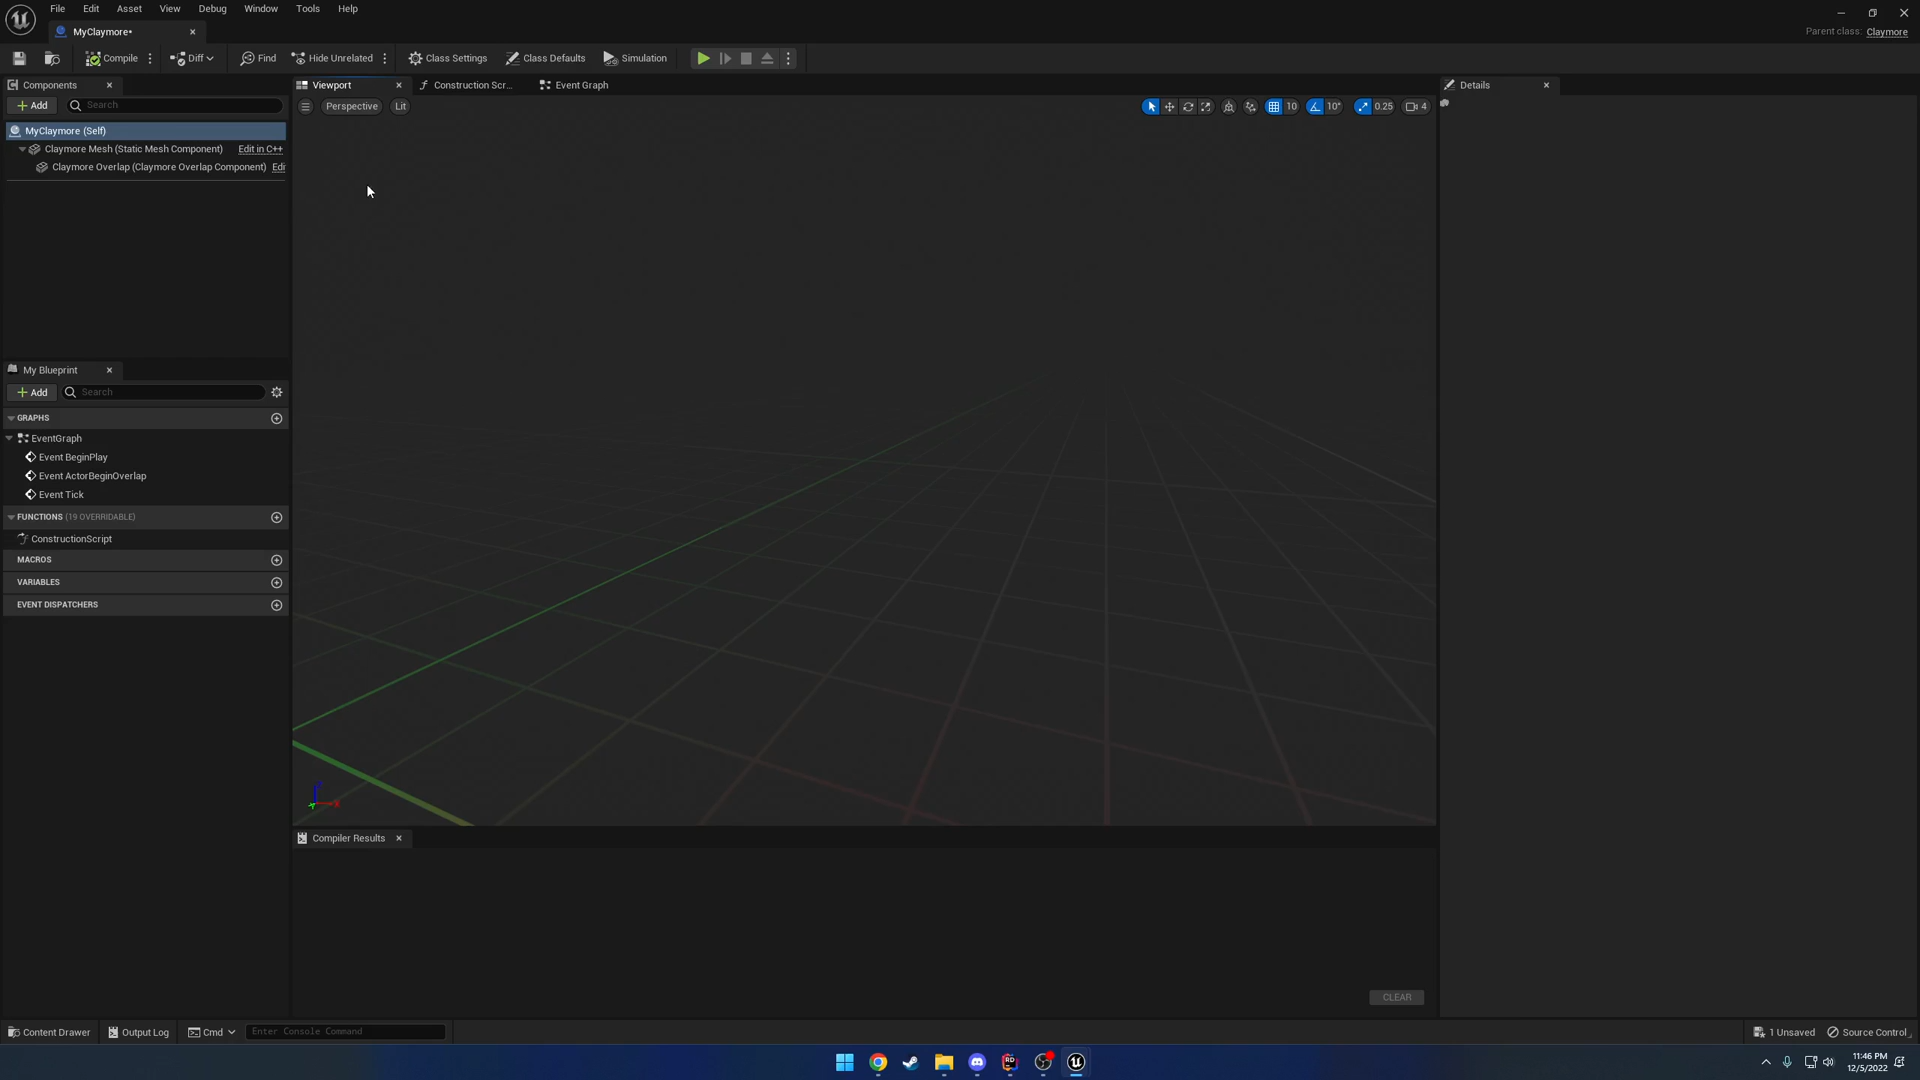 File Edit Asset View Debug Window Tools Help
MyClaymore•
Parent class: Claymore
Compile Diff Find Hide Unrelated Class Settings Class Defaults Simulation
Components
Viewport Construction Scr... Event Graph
Details
Add Search
Perspective Lit 10 10° 0.25 4
MyClaymore (Self)
Claymore Mesh (Static Mesh Component) Edit in C++
Claymore Overlap (Claymore Overlap Component) Edi
My Blueprint
Add Search
GRAPHS
EventGraph
Event BeginPlay
Event ActorBeginOverlap
Event Tick
FUNCTIONS (19 OVERRIDABLE)
ConstructionScript
MACROS
VARIABLES
EVENT DISPATCHERS
X
Compiler Results
CLEAR
Content Drawer Output Log Cmd Enter Console Command 1 Unsaved Source Control
RD
11:46 PM
12/5/2022